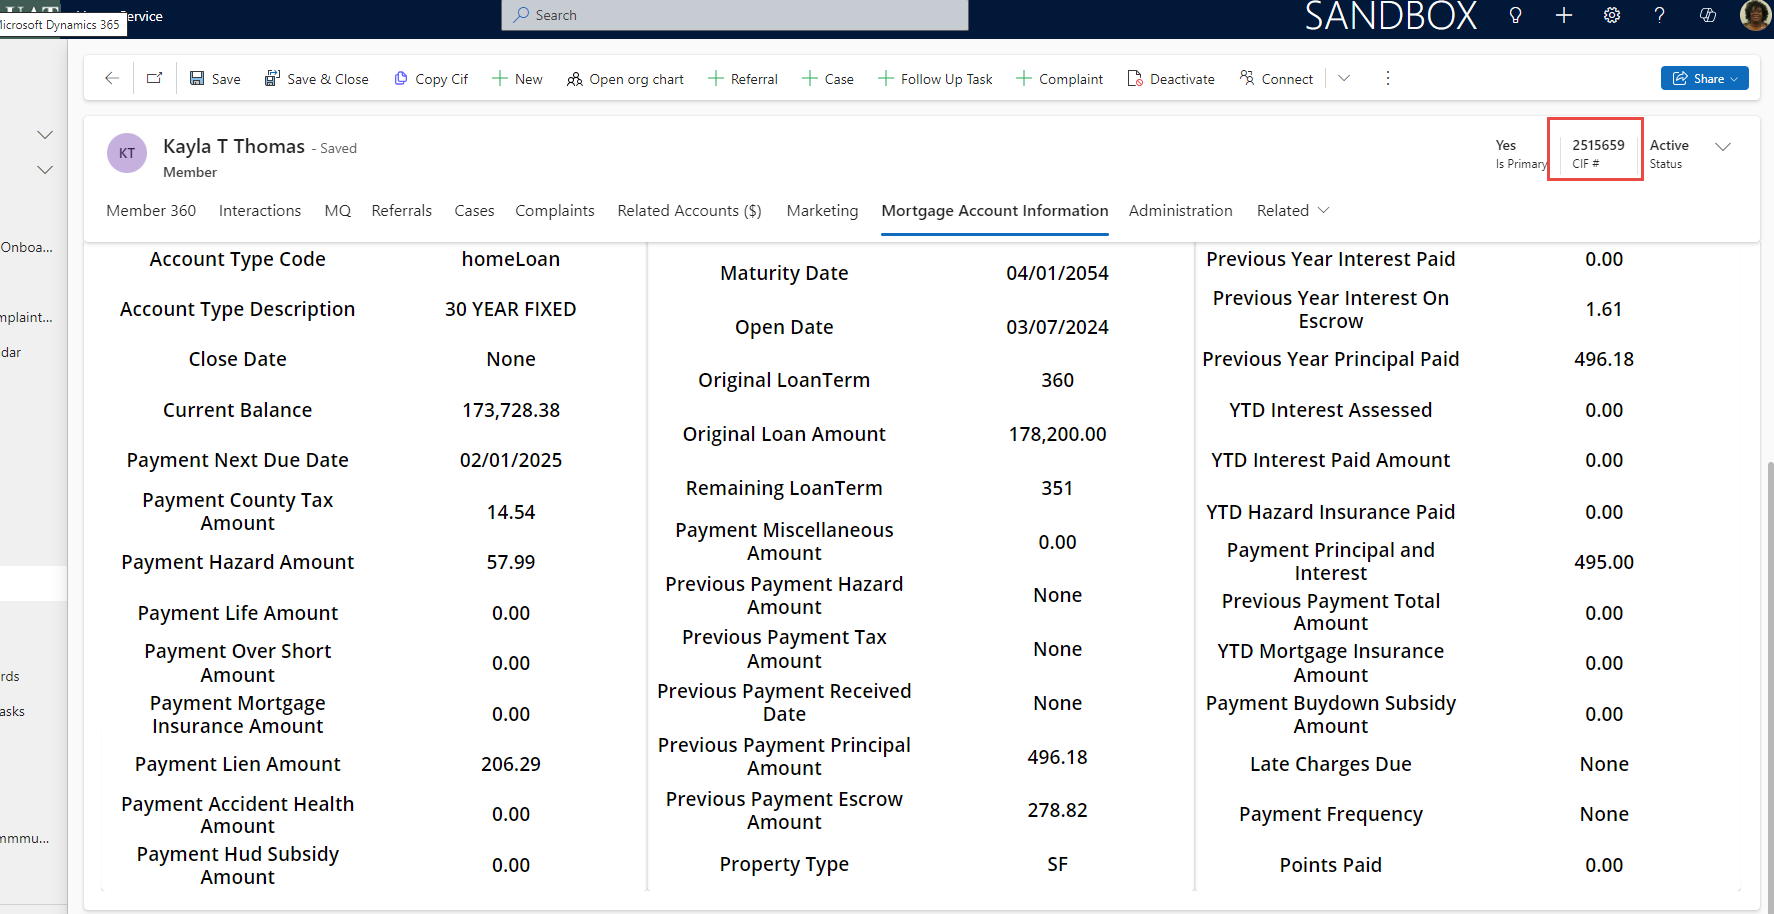 Microsoft Dynamics 365
Service
Search
SANDBOX
Save
Save & Close
Copy Cif
New
Open org chart
Referral
Case
Follow Up Task
Complaint
Deactivate
Connect
Share
KT
Kayla T Thomas - Saved
Member
Yes
Is Primary
2515659
CIF #
Active
Status
Member 360
Interactions
MQ
Referrals
Cases
Complaints
Related Accounts ($)
Marketing
Mortgage Account Information
Administration
Related
Onboa...
mplaint...
dar
rds
asks
mmmu...
Account Type Code homeLoan
Account Type Description 30 YEAR FIXED
Close Date None
Current Balance 173,728.38
Payment Next Due Date 02/01/2025
Payment County Tax
Amount 14.54
Payment Hazard Amount 57.99
Payment Life Amount 0.00
Payment Over Short
Amount 0.00
Payment Mortgage
Insurance Amount 0.00
Payment Lien Amount 206.29
Payment Accident Health
Amount 0.00
Payment Hud Subsidy
Amount 0.00
Maturity Date 04/01/2054
Open Date 03/07/2024
Original LoanTerm 360
Original Loan Amount 178,200.00
Remaining LoanTerm 351
Payment Miscellaneous
Amount 0.00
Previous Payment Hazard
Amount None
Previous Payment Tax
Amount None
Previous Payment Received
Date None
Previous Payment Principal
Amount 496.18
Previous Payment Escrow
Amount 278.82
Property Type SF
Previous Year Interest Paid 0.00
Previous Year Interest On
Escrow 1.61
Previous Year Principal Paid 496.18
YTD Interest Assessed 0.00
YTD Interest Paid Amount 0.00
YTD Hazard Insurance Paid 0.00
Payment Principal and
Interest 495.00
Previous Payment Total
Amount 0.00
YTD Mortgage Insurance
Amount 0.00
Payment Buydown Subsidy
Amount 0.00
Late Charges Due None
Payment Frequency None
Points Paid 0.00